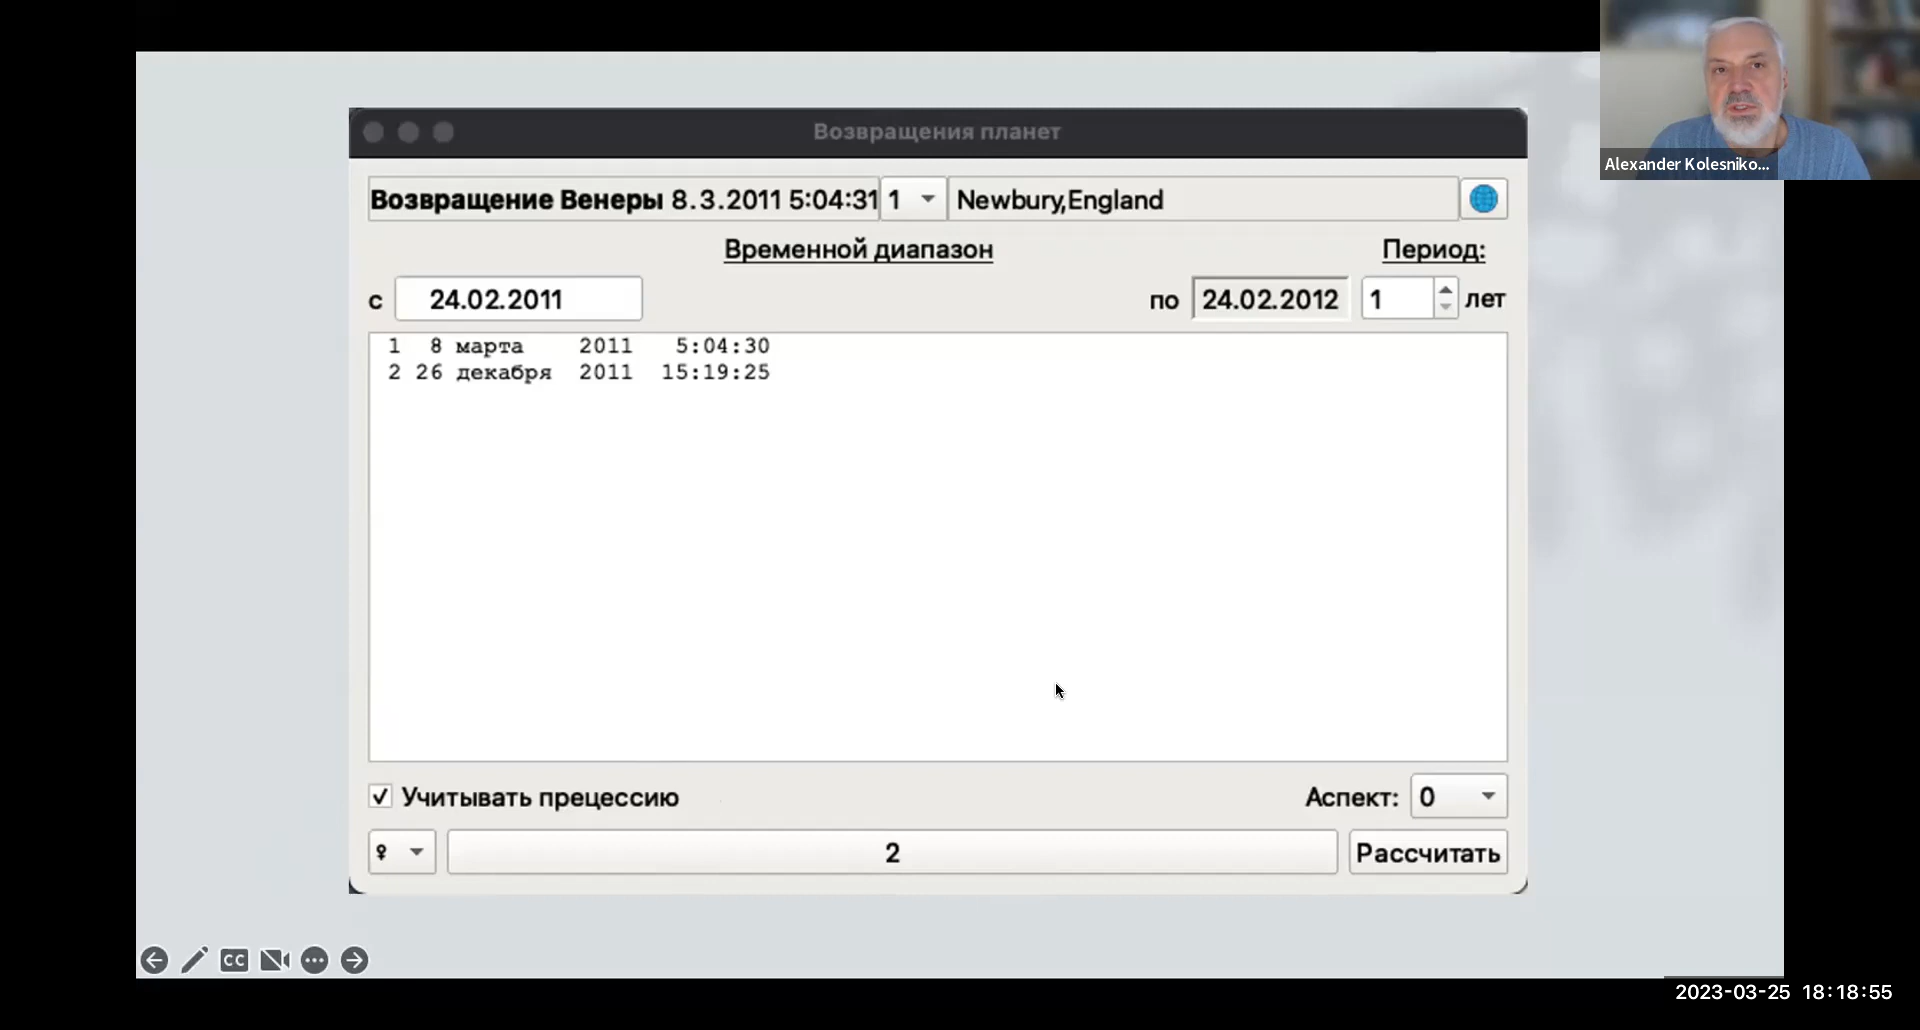 Возвращения планет
Alexander Kolesniko...
Возвращение Венеры 8.3.2011 5:04:31 1 Newbury,England
Временной диапазон Период:
с 24.02.2011 по 24.02.2012 1 лет
1 8 марта 2011 5:04:30
2 26 декабря 2011 15:19:25
✓ Учитывать прецессию Аспект: 0
♀ 2 Рассчитать
CC
2023-03-25 18:18:55